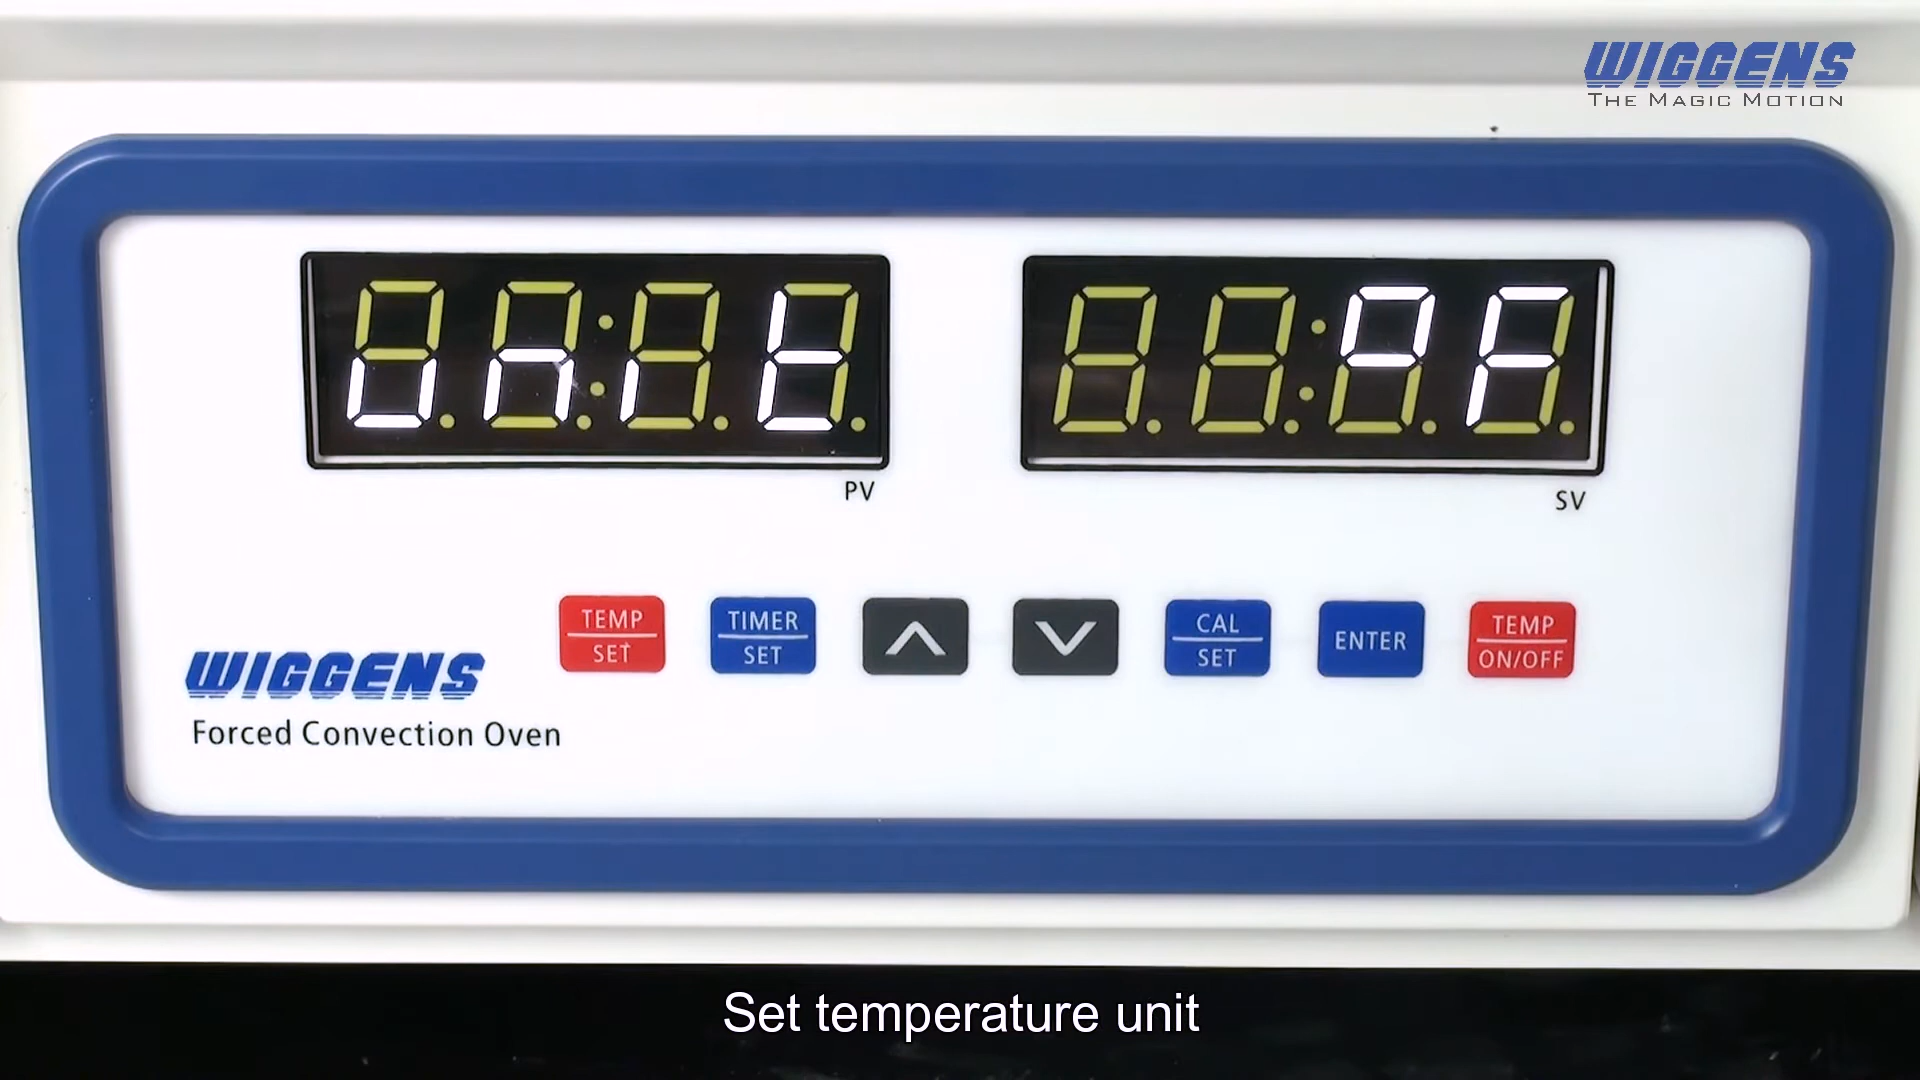 WIGGENS
THE MAGIC MOTION
unit
°F
PV
SV
TEMP
SET
TIMER
SET
CAL
SET
ENTER
TEMP
ON/OFF
WIGGENS
Forced Convection Oven
Set temperature unit